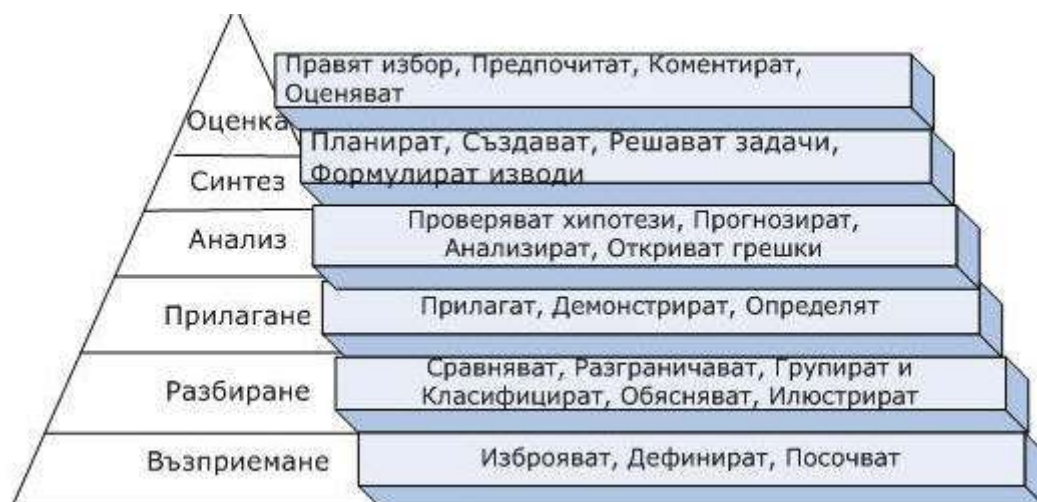 Правят избор, Предпочитат, Коментират,
Оценяват
Оценка
Планират, Създават, Решават задачи,
Формулират изводи
Синтез
Проверяват хипотези, Прогнозират,
Анализират, Откриват грешки
Анализ
Прилагат, Демонстрират, Определят
Прилагане
Сравняват, Разграничават, Групират и
Класифицират, Обясняват, Илюстрират
Разбиране
Изброяват, Дефинират, Посочват
Възприемане